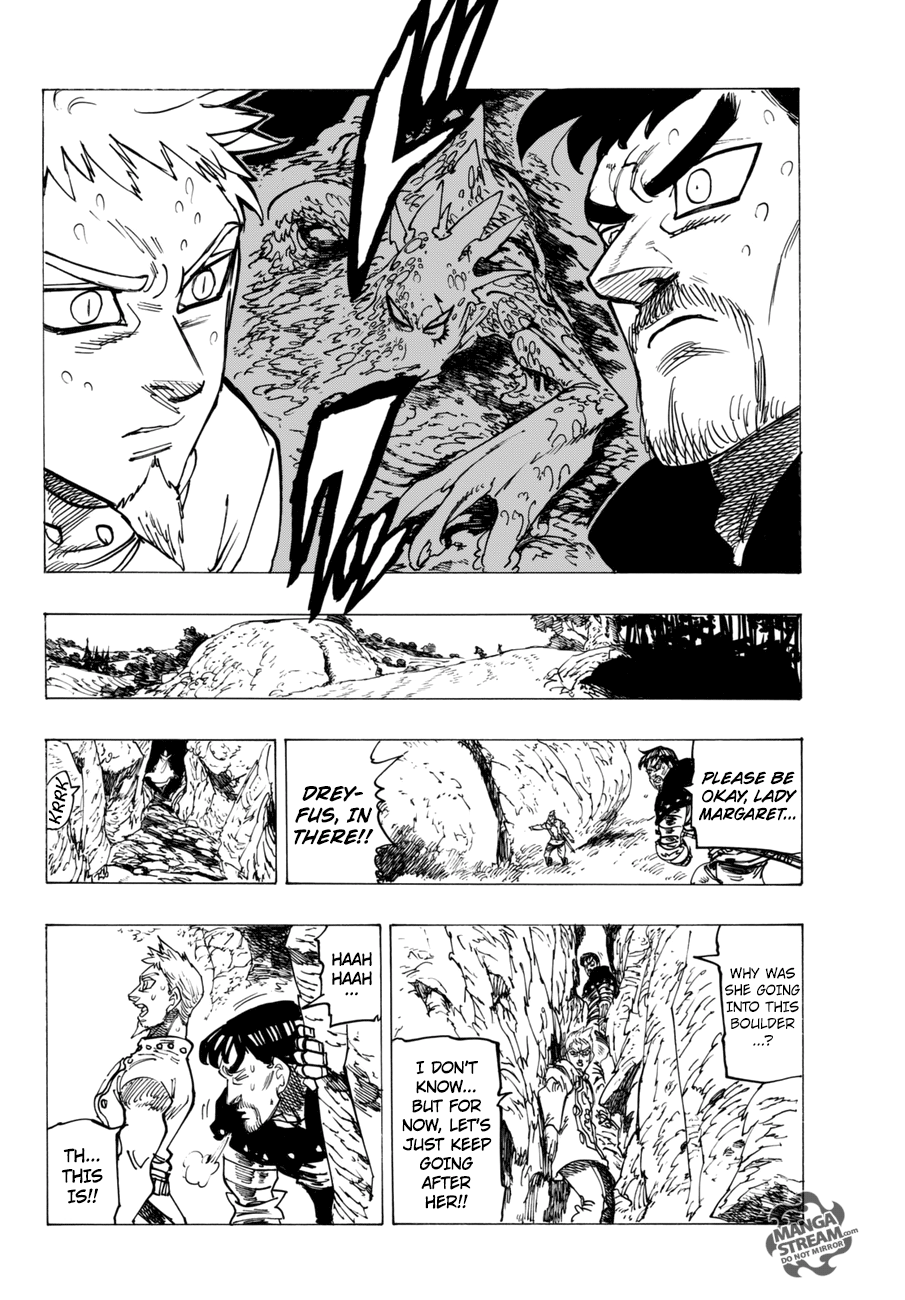 PLEASE BE
OKAY, LADY
MARGARET...
DREY-
FUS, IN
THERE!!
KRRK
WHY WAS
SHE GOING
INTO THIS
BOULDER
...?
I DON'T
KNOW...
BUT FOR
NOW, LET'S
JUST KEEP
GOING
AFTER
HER!!
HAAH
HAAH
...
TH...
THIS
IS!!
MANGA
STREAM.com
DO NOT MIRROR